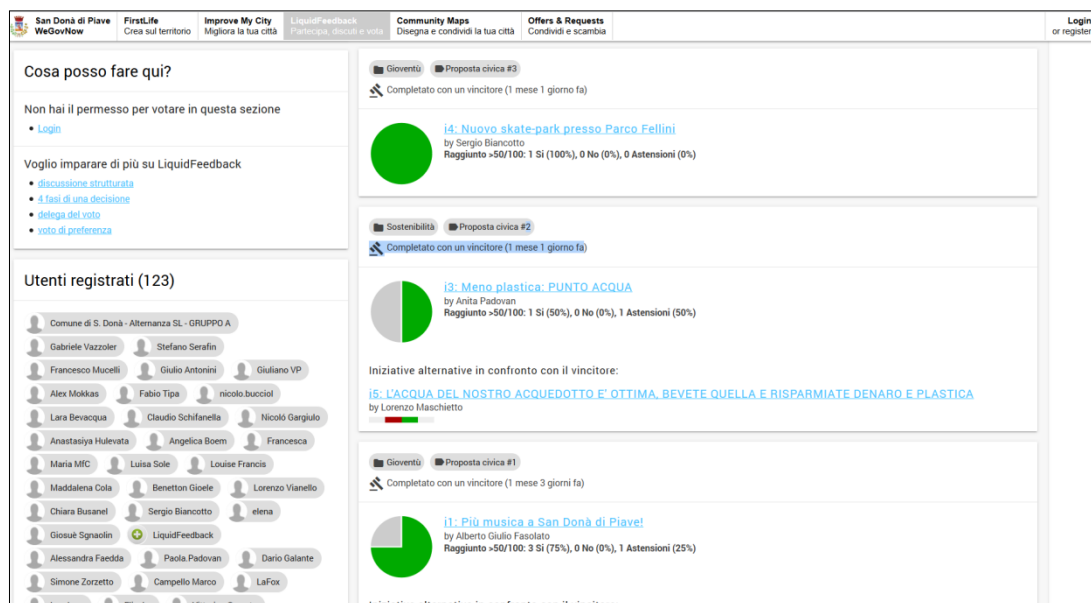 San Donà di Piave
WeGovNow
FirstLife
Crea sul territorio
Improve My City
Migliora la tua città
LiquidFeedback
Partecipa, discuti e vota
Community Maps
Disegna e condividi la tua città
Offers & Requests
Condividi e scambia
Login
or register
Cosa posso fare qui?
Non hai il permesso per votare in questa sezione
Login
Voglio imparare di più su LiquidFeedback
discussione strutturata
4 fasi di una decisione
delega del voto
voto di preferenza
Utenti registrati (123)
Comune di S. Donà - Alternanza SL - GRUPPO A
Gabriele Vazzoler Stefano Serafin
Francesco Mucelli Giulio Antonini Giuliano VP
Alex Mokkas Fabio Tipa nicolo.bucciol
Lara Bevacqua Claudio Schifanella Nicoló Gargiulo
Anastasiya Hulevata Angelica Boem Francesca
Maria MfC Luisa Sole Louise Francis
Maddalena Cola Benetton Gioele Lorenzo Vianello
Chiara Busanel Sergio Biancotto elena
Giosuè Sgnaolin LiquidFeedback
Alessandra Faedda Paola.Padovan Dario Galante
Simone Zorzetto Campello Marco LaFox
Gioventù Proposta civica #3
Completato con un vincitore (1 mese 1 giorno fa)
i4: Nuovo skate-park presso Parco Fellini
by Sergio Biancotto
Raggiunto >50/100: 1 Si (100%), 0 No (0%), 0 Astensioni (0%)
Sostenibilità Proposta civica #2
Completato con un vincitore (1 mese 1 giorno fa)
i3: Meno plastica: PUNTO ACQUA
by Anita Padovan
Raggiunto >50/100: 1 Si (50%), 0 No (0%), 1 Astensioni (50%)
Iniziative alternative in confronto con il vincitore:
i5: L'ACQUA DEL NOSTRO ACQUEDOTTO E' OTTIMA, BEVETE QUELLA E RISPARMIATE DENARO E PLASTICA
by Lorenzo Maschietto
Gioventù Proposta civica #1
Completato con un vincitore (1 mese 3 giorni fa)
i1: Più musica a San Donà di Piave!
by Alberto Giulio Fasolato
Raggiunto >50/100: 3 Si (75%), 0 No (0%), 1 Astensioni (25%)